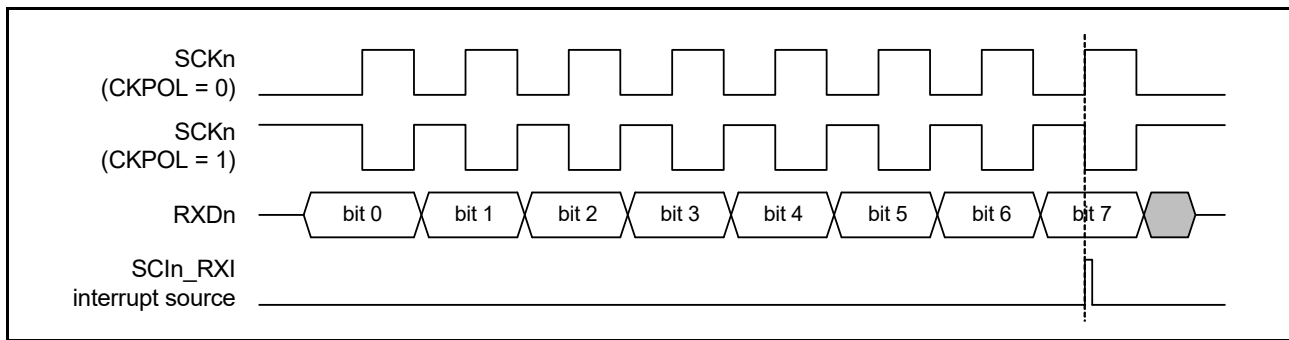 SCKn
(CKPOL = 0)
SCKn
(CKPOL = 1)
RXDn
bit 0 bit 1 bit 2 bit 3 bit 4 bit 5 bit 6 bit 7
SCIn_RXI
interrupt source